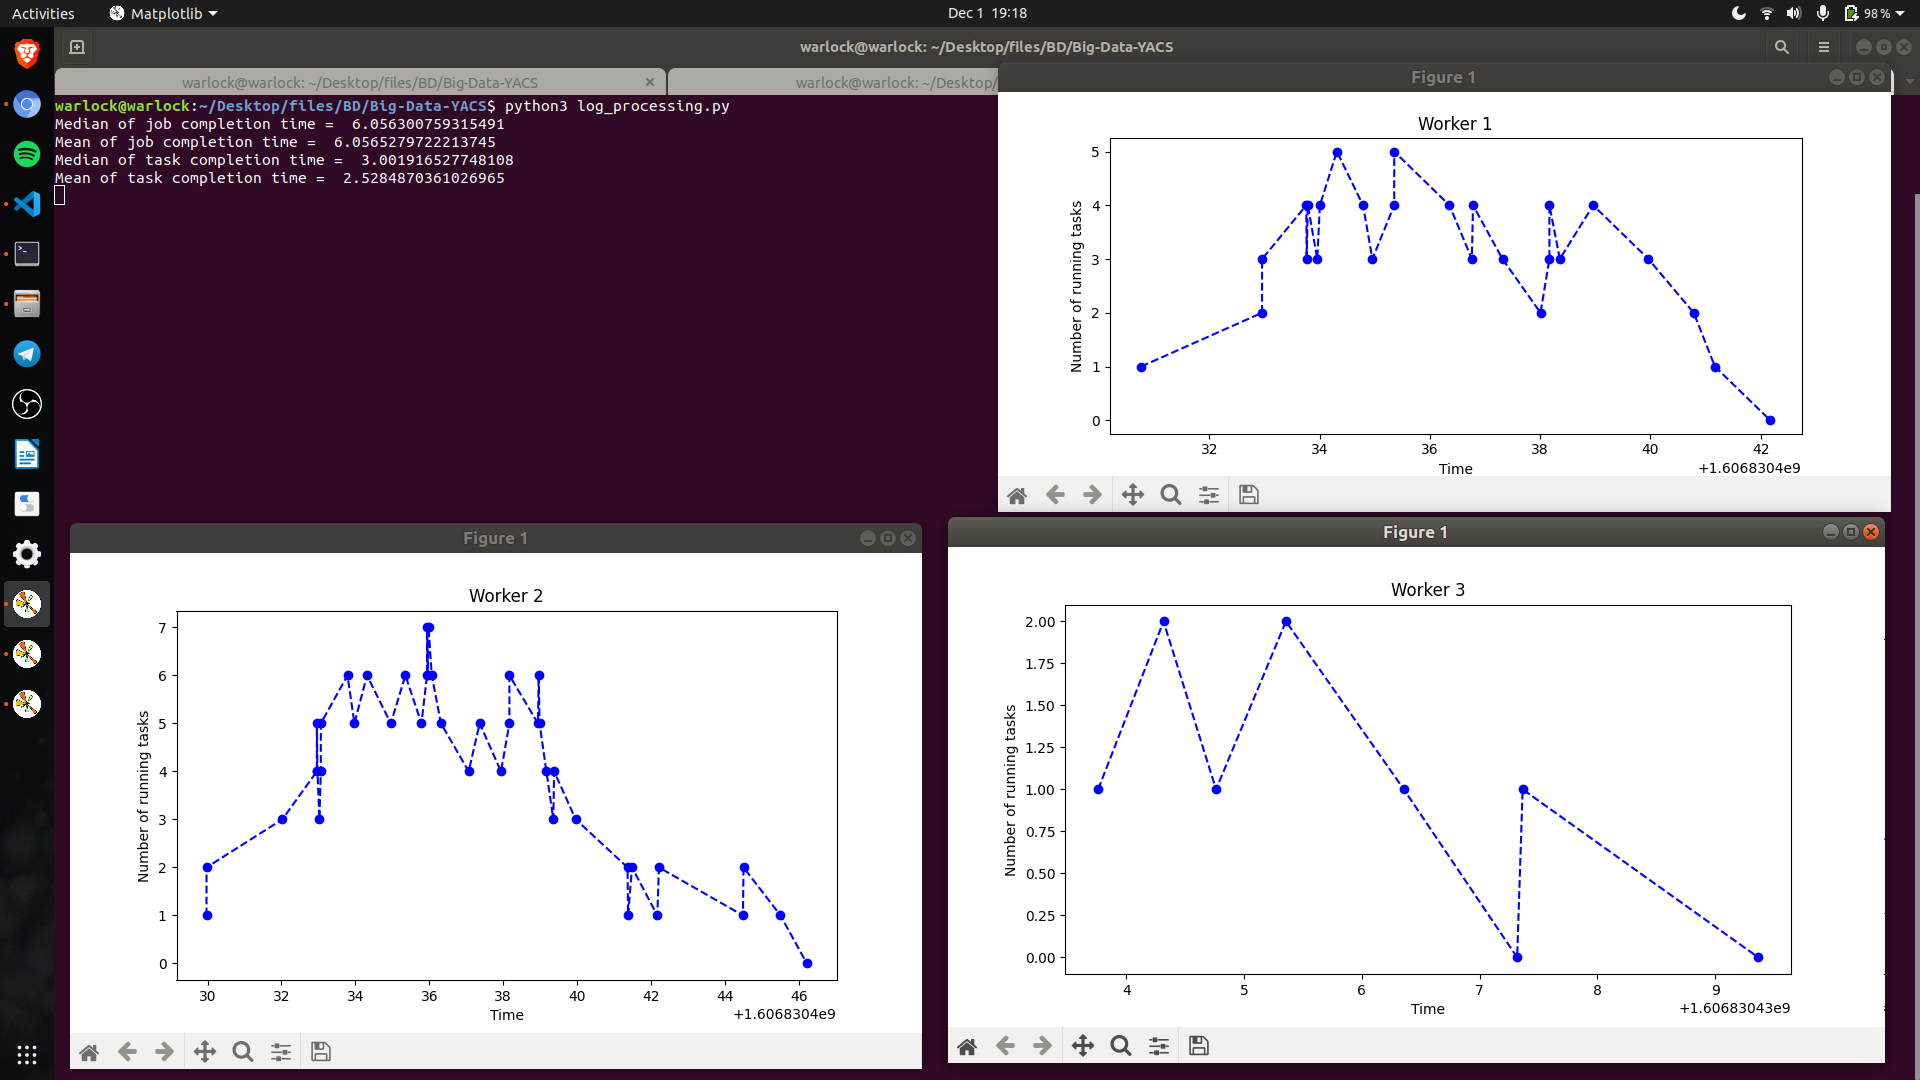 Activities
Matplotlib
Dec 1 19:18
98 %
warlock@warlock: ~/Desktop/files/BD/Big-Data-YACS
warlock@warlock: ~/Desktop/files/BD/Big-Data-YACS
warlock@warlock: ~/Desktop/
warlock@warlock:~/Desktop/files/BD/Big-Data-YACS$ python3 log_processing.py
Median of job completion time =  6.056300759315491
Mean of job completion time =  6.0565279722213745
Median of task completion time =  3.001916527748108
Mean of task completion time =  2.5284870361026965
Figure 1
Worker 1
Number of running tasks
5
4
3
2
1
0
32 34 36 38 40 42
Time
+1.6068304e9
Figure 1
Worker 2
Number of running tasks
7
6
5
4
3
2
1
0
30 32 34 36 38 40 42 44 46
Time
+1.6068304e9
Figure 1
Worker 3
Number of running tasks
2.00
1.75
1.50
1.25
1.00
0.75
0.50
0.25
0.00
4 5 6 7 8 9
Time
+1.60683043e9